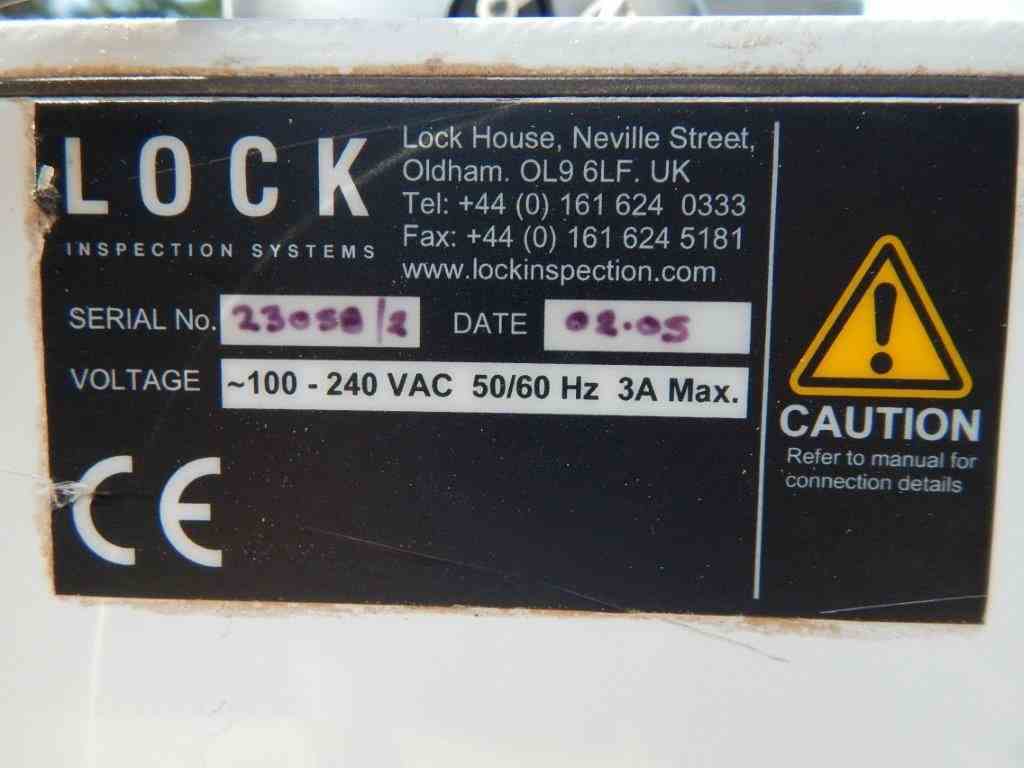 LOCK
INSPECTION SYSTEMS
Lock House, Neville Street,
Oldham. OL9 6LF. UK
Tel: +44 (0) 161 624 0333
Fax: +44 (0) 161 624 5181
www.lockinspection.com
SERIAL No. DATE 02.05
VOLTAGE ~100 - 240 VAC 50/60 Hz 3A Max.
CE
CAUTION
Refer to manual for
connection details